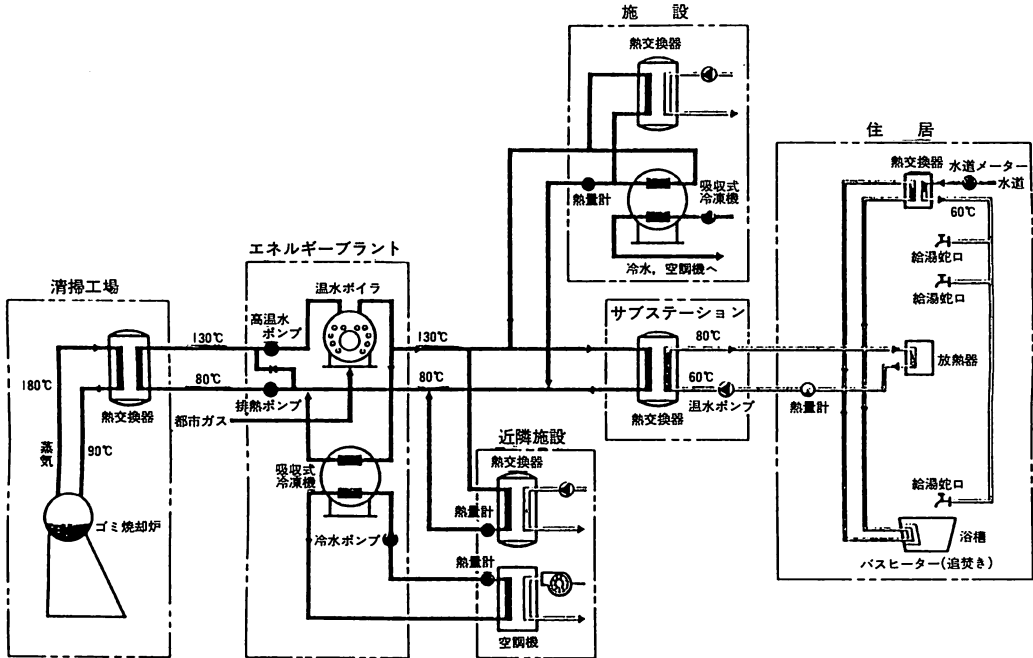 施 設
熱交換器
熱量計
吸収式
冷凍機
冷水,空調機へ
住 居
熱交換器
水道メーター
水道
60℃
給湯蛇口
給湯蛇口
放熱器
給湯蛇口
浴槽
バスヒーター(追焚き)
エネルギープラント
温水ボイラ
高温水
ポンプ
130℃
130℃
80℃
80℃
排熱ポンプ
都市ガス
吸収式
冷凍機
冷水ポンプ
清掃工場
180℃
熱交換器
蒸気
90℃
ゴミ焼却炉
サブステーション
80℃
60℃
温水ポンプ
熱交換器
熱量計
近隣施設
熱交換器
熱量計
熱量計
空調機